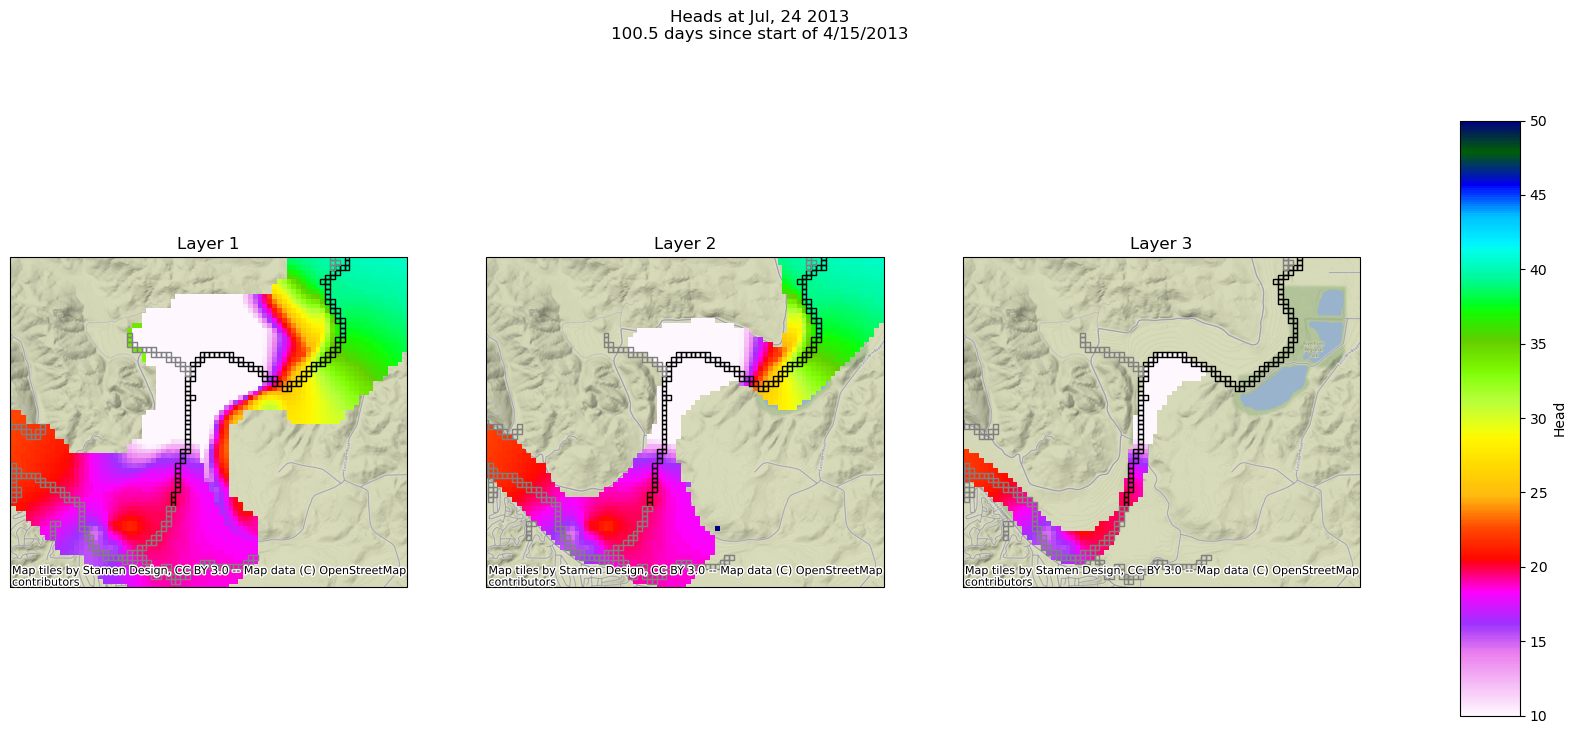 Heads at Jul, 24 2013
100.5 days since start of 4/15/2013
Layer 1
Layer 2
Layer 3
Map tiles by Stamen Design, CC BY 3.0 -- Map data (C) OpenStreetMap
contributors
Map tiles by Stamen Design, CC BY 3.0 -- Map data (C) OpenStreetMap
contributors
Map tiles by Stamen Design, CC BY 3.0 -- Map data (C) OpenStreetMap
contributors
50
45
40
35
30
25
20
15
10
Head